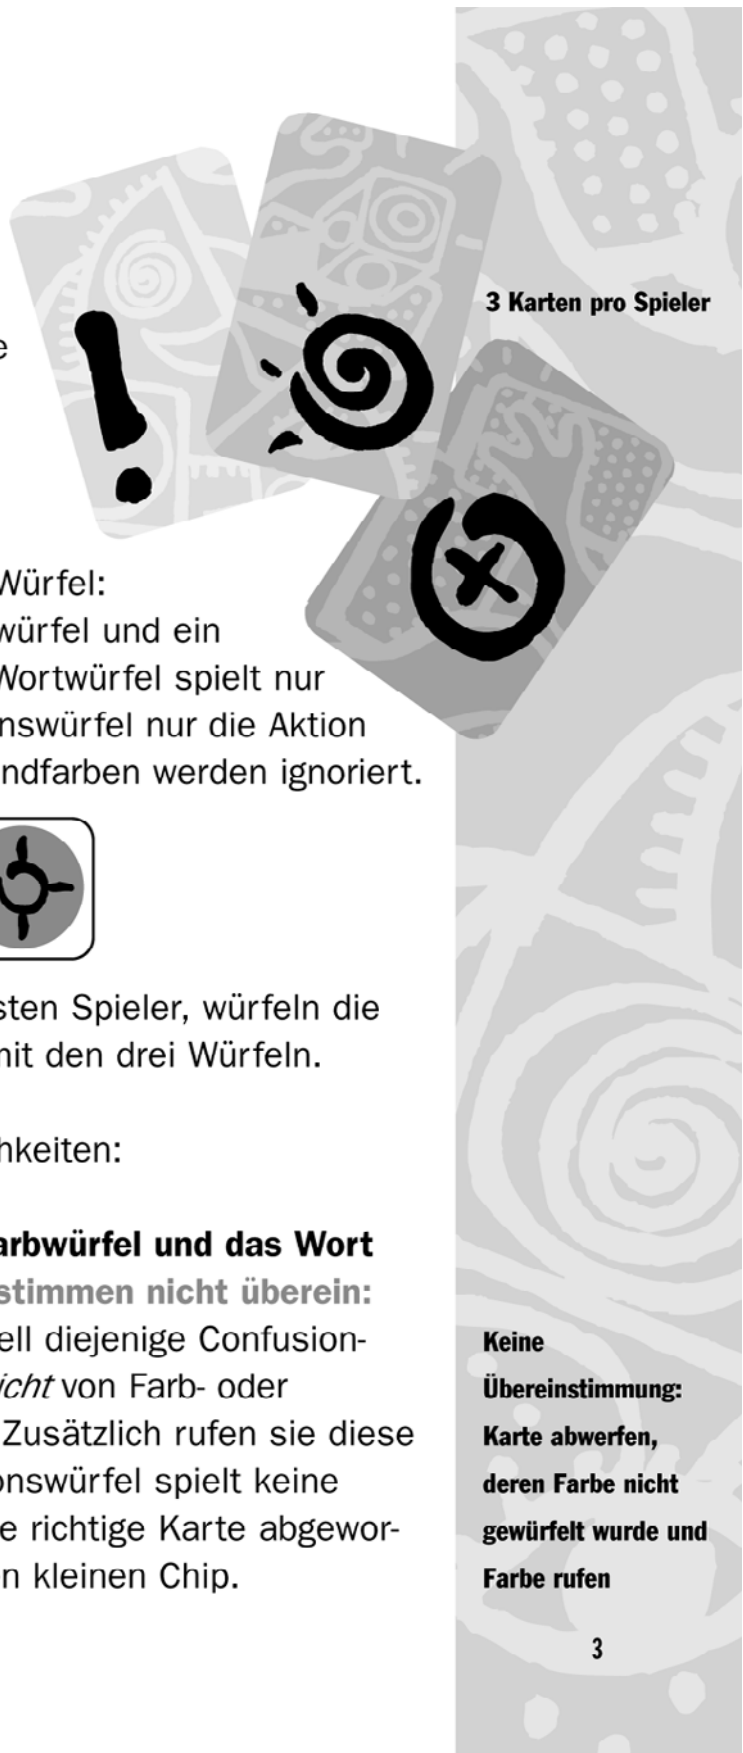 3 Karten pro Spieler
e
Würfel:
würfel und ein
Wortwürfel spielt nur
nswürfel nur die Aktion
ndfarben werden ignoriert.
sten Spieler, würfeln die
mit den drei Würfeln.
hkeiten:
arbwürfel und das Wort
stimmen nicht überein:
ell diejenige Confusion-
icht von Farb- oder
Zusätzlich rufen sie diese
onswürfel spielt keine
e richtige Karte abgewor-
n kleinen Chip.
Keine
Übereinstimmung:
Karte abwerfen,
deren Farbe nicht
gewürfelt wurde und
Farbe rufen
3